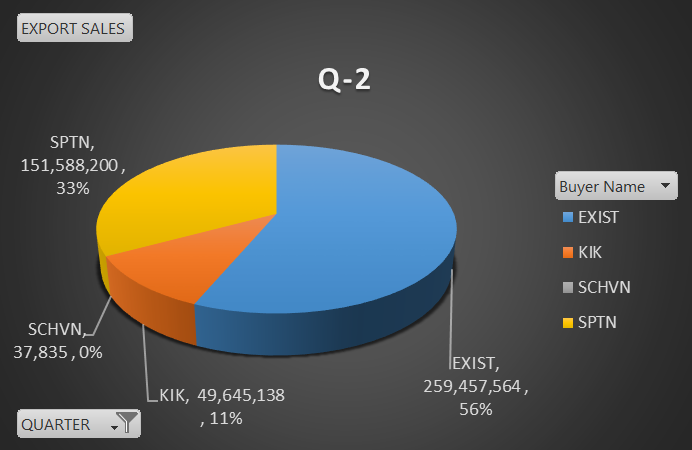 EXPORT SALES
Q-2
SPTN,
151,588,200 ,
33%
Buyer Name
EXIST
KIK
SCHVN
SPTN
SCHVN,
37,835 , 0%
EXIST,
259,457,564 ,
56%
KIK, 49,645,138
, 11%
QUARTER